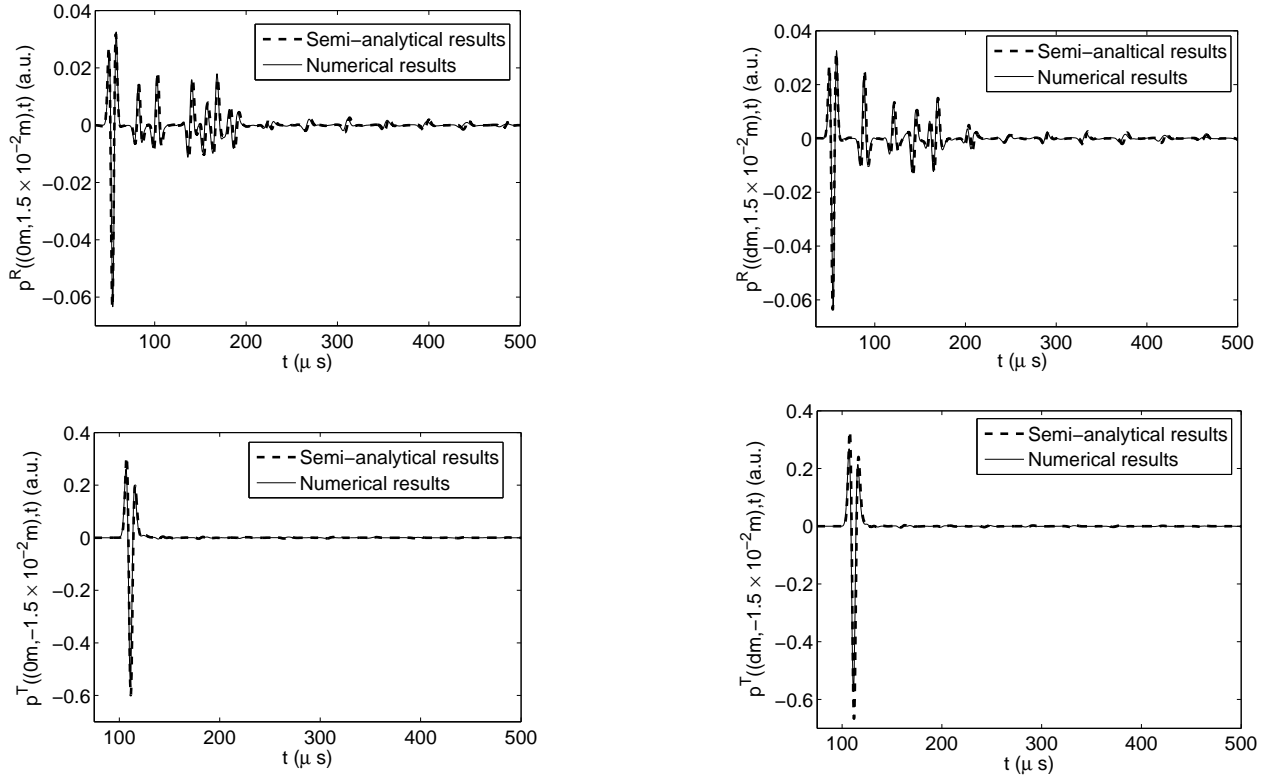 p^R((0m,1.5×10^−2m),t) (a.u.)
0.04
0.02
0
−0.02
−0.04
−0.06
Semi−analytical results
Numerical results
100 200 300 400 500
t (μ s)
p^R((dm,1.5×10^−2m),t) (a.u.)
0.04
0.02
0
−0.02
−0.04
−0.06
Semi−analtical results
Numerical results
100 200 300 400 500
t (μ s)
p^T((0m,−1.5×10^−2m),t) (a.u.)
0.4
0.2
0
−0.2
−0.4
−0.6
Semi−analytical results
Numerical results
100 200 300 400 500
t (μ s)
p^T((dm,−1.5×10^−2m),t) (a.u.)
0.4
0.2
0
−0.2
−0.4
−0.6
Semi−analytical results
Numerical results
100 200 300 400 500
t (μ s)